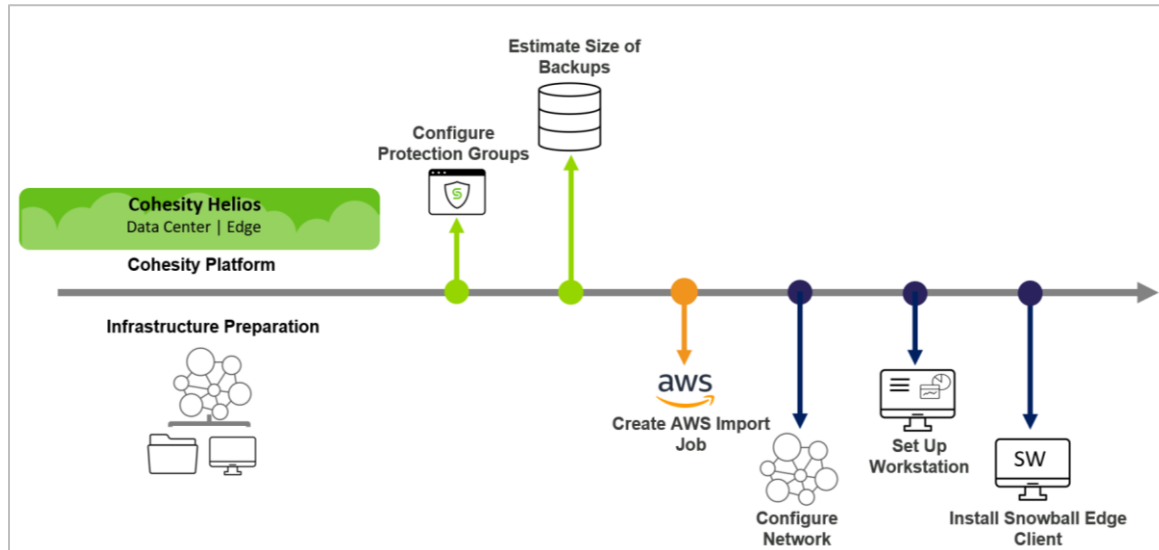 Estimate Size of
Backups
Configure
Protection Groups
Cohesity Helios
Data Center | Edge
Cohesity Platform
Infrastructure Preparation
aws
Create AWS Import
Job
Configure
Network
Set Up
Workstation
SW
Install Snowball Edge
Client